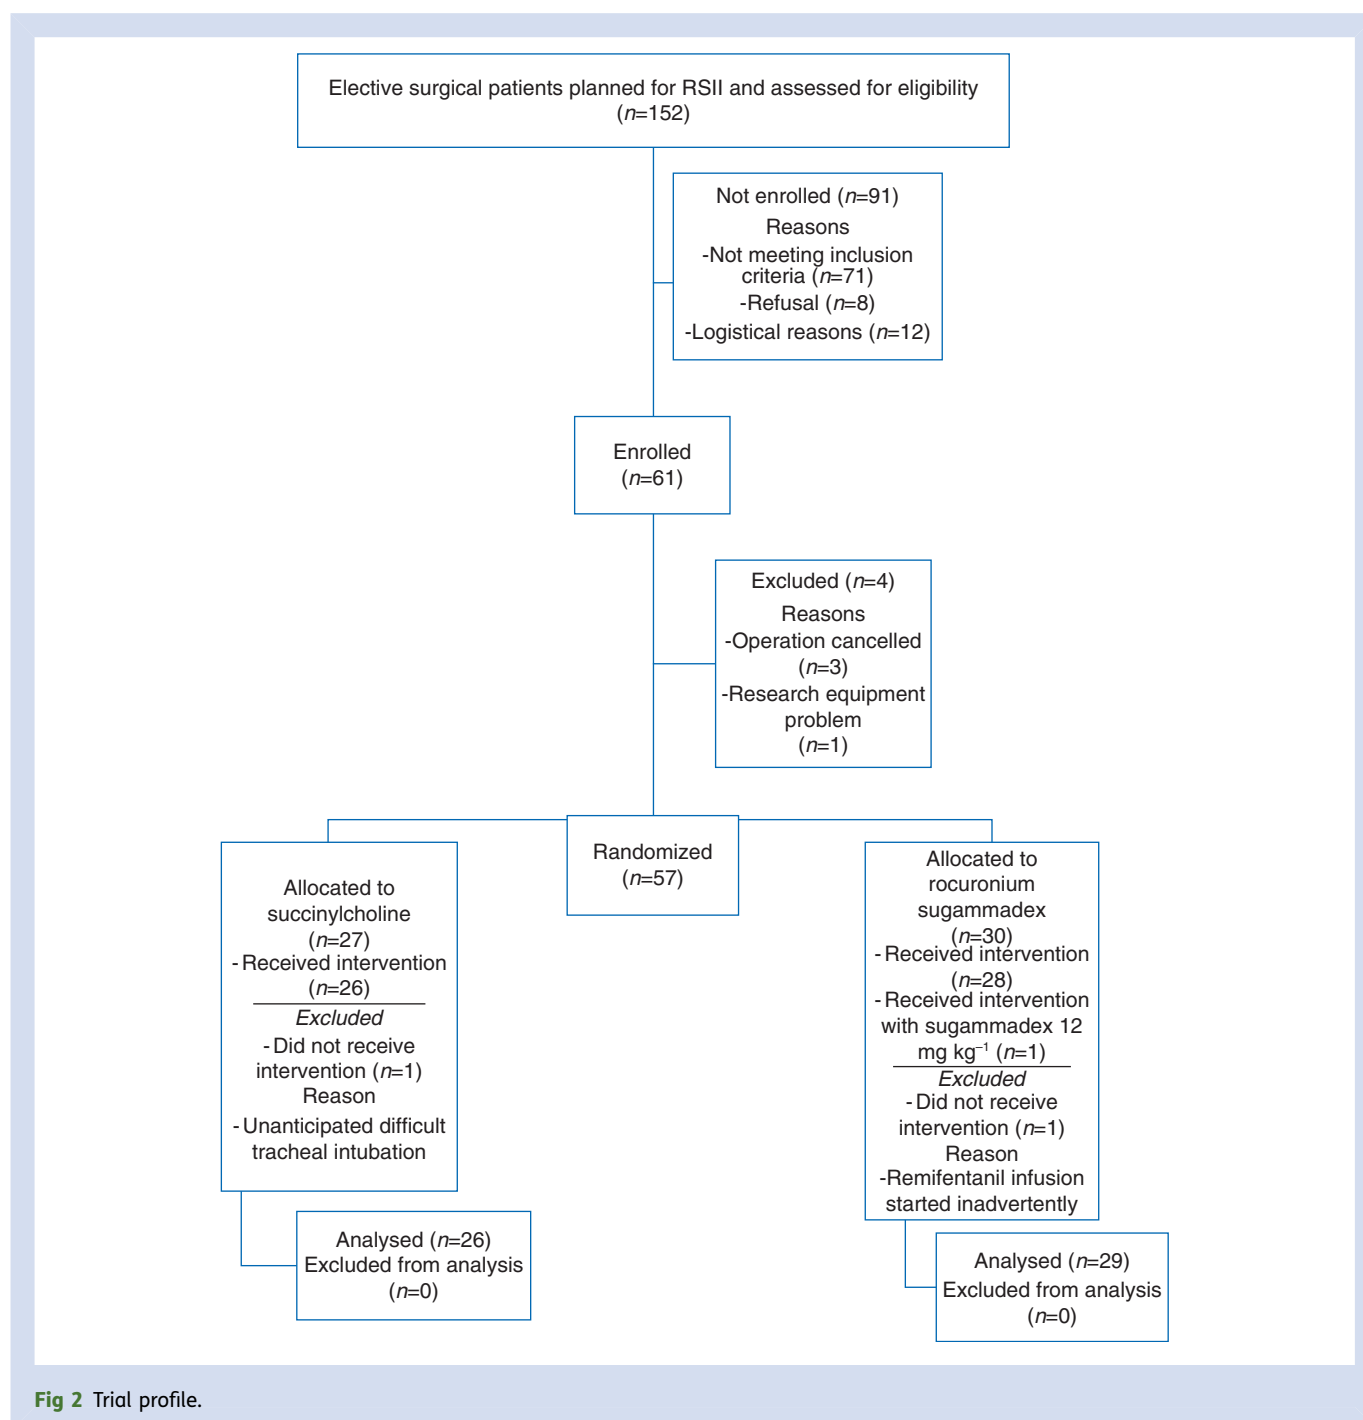 Elective surgical patients planned for RSII and assessed for eligibility
(n=152)
Not enrolled (n=91)
Reasons
-Not meeting inclusion
criteria (n=71)
-Refusal (n=8)
-Logistical reasons (n=12)
Enrolled
(n=61)
Excluded (n=4)
Reasons
-Operation cancelled
(n=3)
-Research equipment
problem
(n=1)
Randomized
(n=57)
Allocated to
succinylcholine
(n=27)
-Received intervention
(n=26)
Excluded
-Did not receive
intervention (n=1)
Reason
-Unanticipated difficult
tracheal intubation
Analysed (n=26)
Excluded from analysis
(n=0)
Allocated to
rocuronium
sugammadex
(n=30)
-Received intervention
(n=28)
-Received intervention
with sugammadex 12
mg kg⁻¹ (n=1)
Excluded
-Did not receive
intervention (n=1)
Reason
-Remifentanil infusion
started inadvertently
Analysed (n=29)
Excluded from analysis
(n=0)
Fig 2 Trial profile.